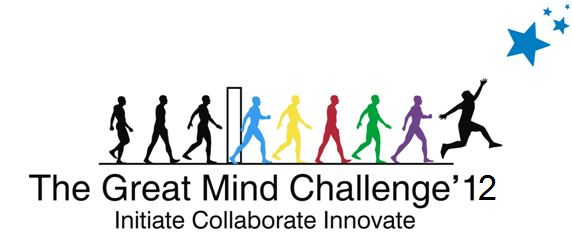 The Great Mind Challenge'12
Initiate Collaborate Innovate